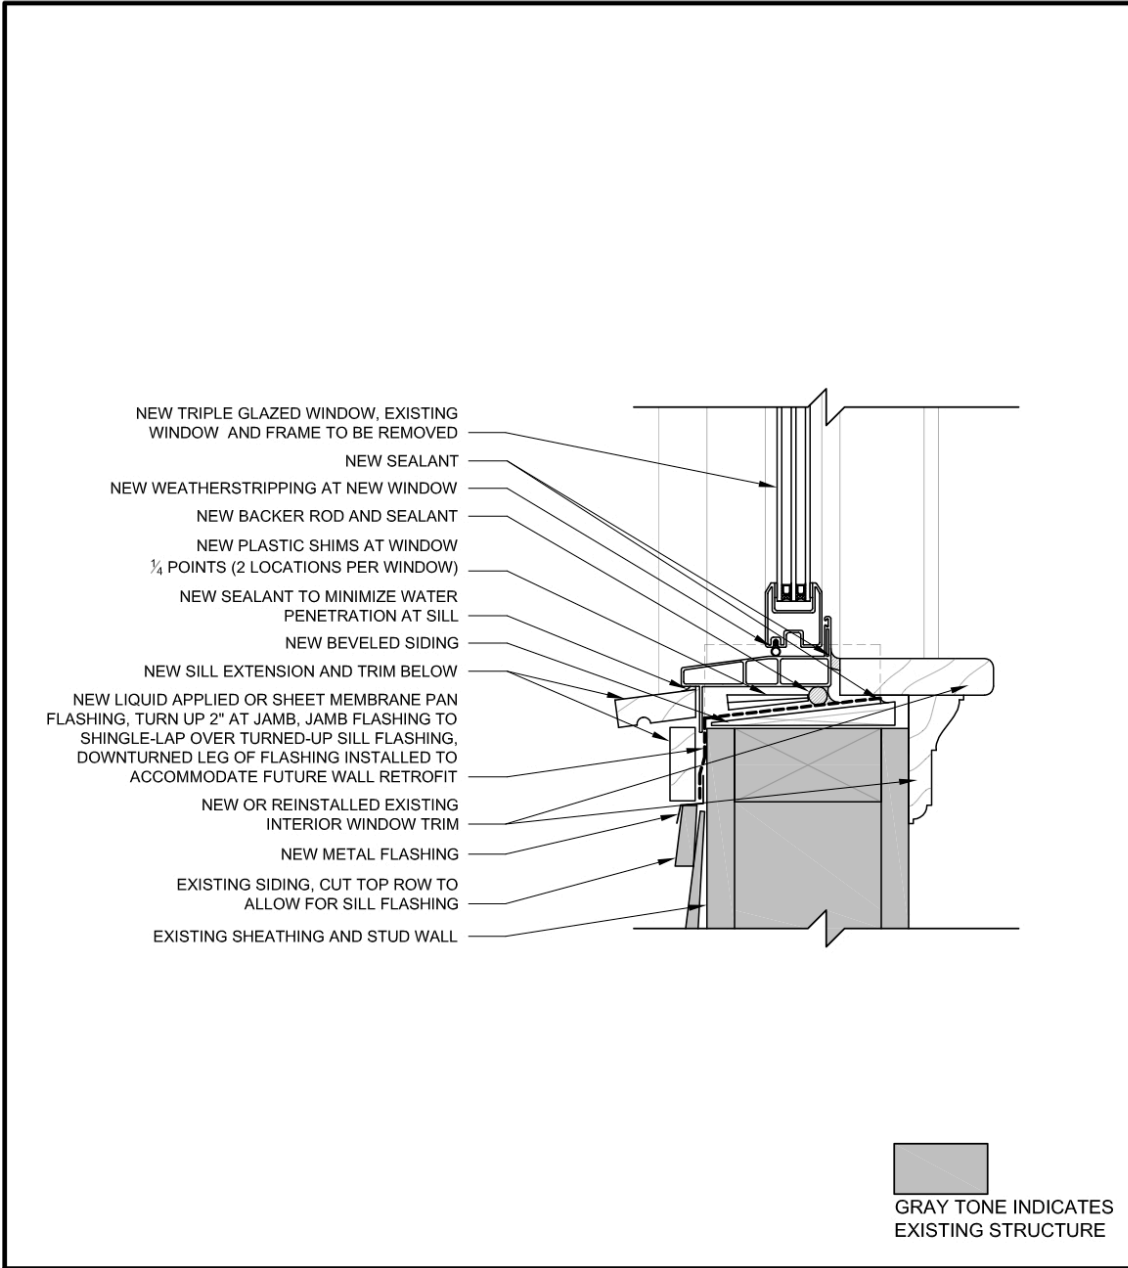 NEW TRIPLE GLAZED WINDOW, EXISTING
WINDOW AND FRAME TO BE REMOVED
NEW SEALANT
NEW WEATHERSTRIPPING AT NEW WINDOW
NEW BACKER ROD AND SEALANT
NEW PLASTIC SHIMS AT WINDOW
¼ POINTS (2 LOCATIONS PER WINDOW)
NEW SEALANT TO MINIMIZE WATER
PENETRATION AT SILL
NEW BEVELED SIDING
NEW SILL EXTENSION AND TRIM BELOW
NEW LIQUID APPLIED OR SHEET MEMBRANE PAN
FLASHING, TURN UP 2" AT JAMB, JAMB FLASHING TO
SHINGLE-LAP OVER TURNED-UP SILL FLASHING,
DOWNTURNED LEG OF FLASHING INSTALLED TO
ACCOMMODATE FUTURE WALL RETROFIT
NEW OR REINSTALLED EXISTING
INTERIOR WINDOW TRIM
NEW METAL FLASHING
EXISTING SIDING, CUT TOP ROW TO
ALLOW FOR SILL FLASHING
EXISTING SHEATHING AND STUD WALL
GRAY TONE INDICATES
EXISTING STRUCTURE